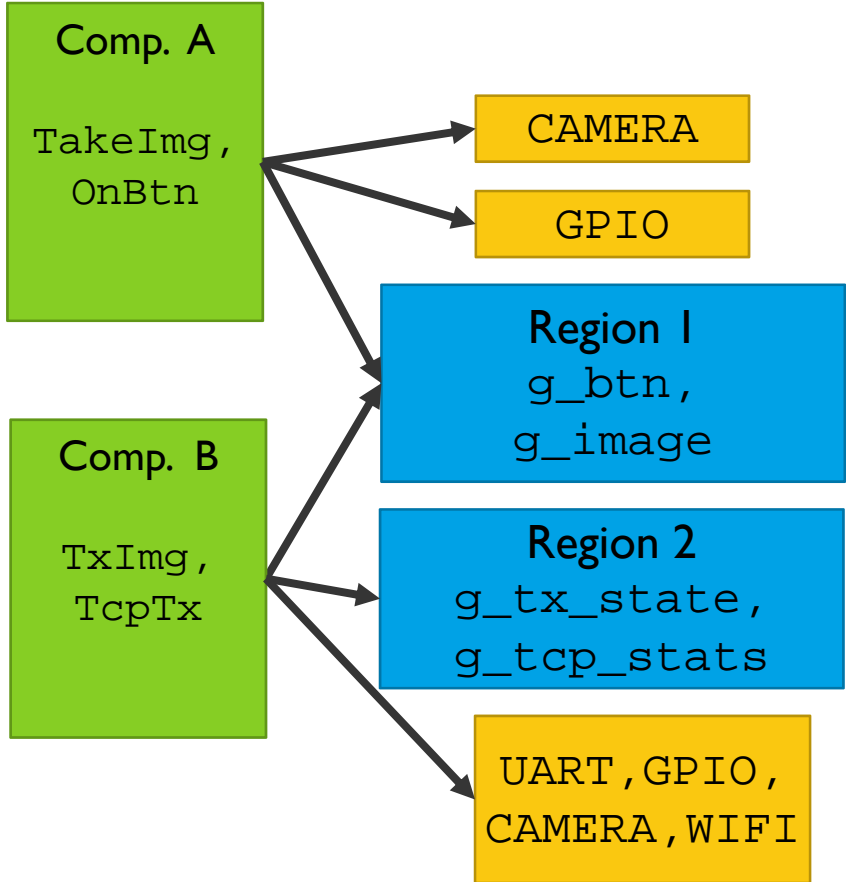 Comp. A
TakeImg,
OnBtn
CAMERA
GPIO
Region 1
g_btn,
g_image
Comp. B
TxImg,
TcpTx
Region 2
g_tx_state,
g_tcp_stats
UART,GPIO,
CAMERA,WIFI